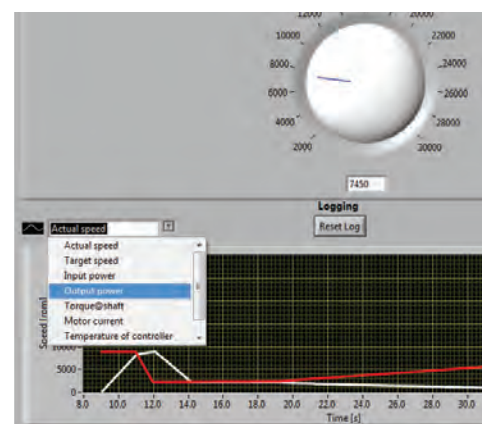 12000 20000
10000 22000
8000 24000
6000 26000
4000 28000
2000 30000
7450
Logging
Actual speed
Reset Log
Actual speed
Target speed
Input power
Output power
Torque@shaft
Motor current
Temperature of controller
Speed [rpm]
10000
5000
0
8.0 10.0 12.0 14.0 16.0 18.0 20.0 22.0 24.0 26.0 28.0 30.0
Time [s]